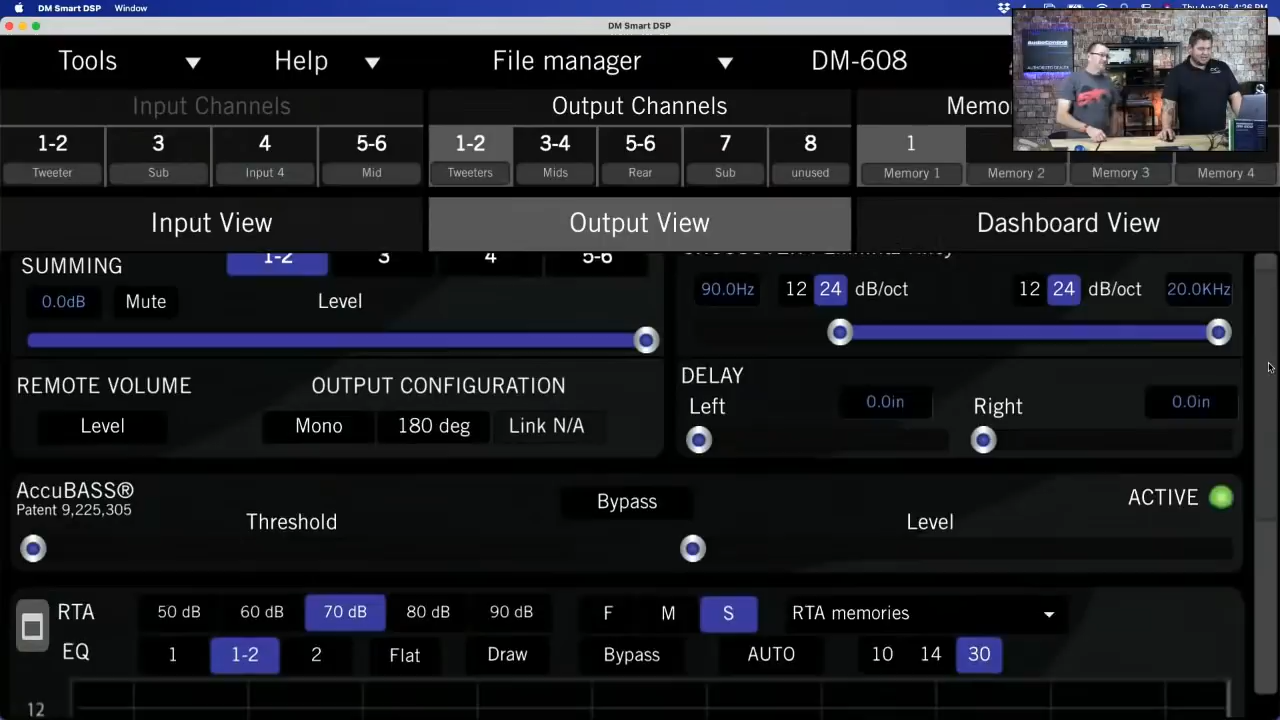 DM Smart DSP Window
DM Smart DSP
Tools Help File manager DM-608
Input Channels Output Channels
1-2 3 4 5-6 1-2 3-4 5-6 7 8 1
Tweeter Sub Input 4 Mid Tweeters Mids Rear Sub unused Memory 1 Memory 2 Memory 3 Memory 4
Input View Output View Dashboard View
SUMMING 1-2 3 4 5-6
0.0dB Mute Level
90.0Hz 12 24 dB/oct 12 24 dB/oct 20.0KHz
REMOTE VOLUME OUTPUT CONFIGURATION
Level Mono 180 deg Link N/A
DELAY
Left 0.0in Right 0.0in
AccuBASS®
Patent 9,225,305
Threshold Bypass Level ACTIVE
RTA 50 dB 60 dB 70 dB 80 dB 90 dB F M S RTA memories
EQ 1 1-2 2 Flat Draw Bypass AUTO 10 14 30
12